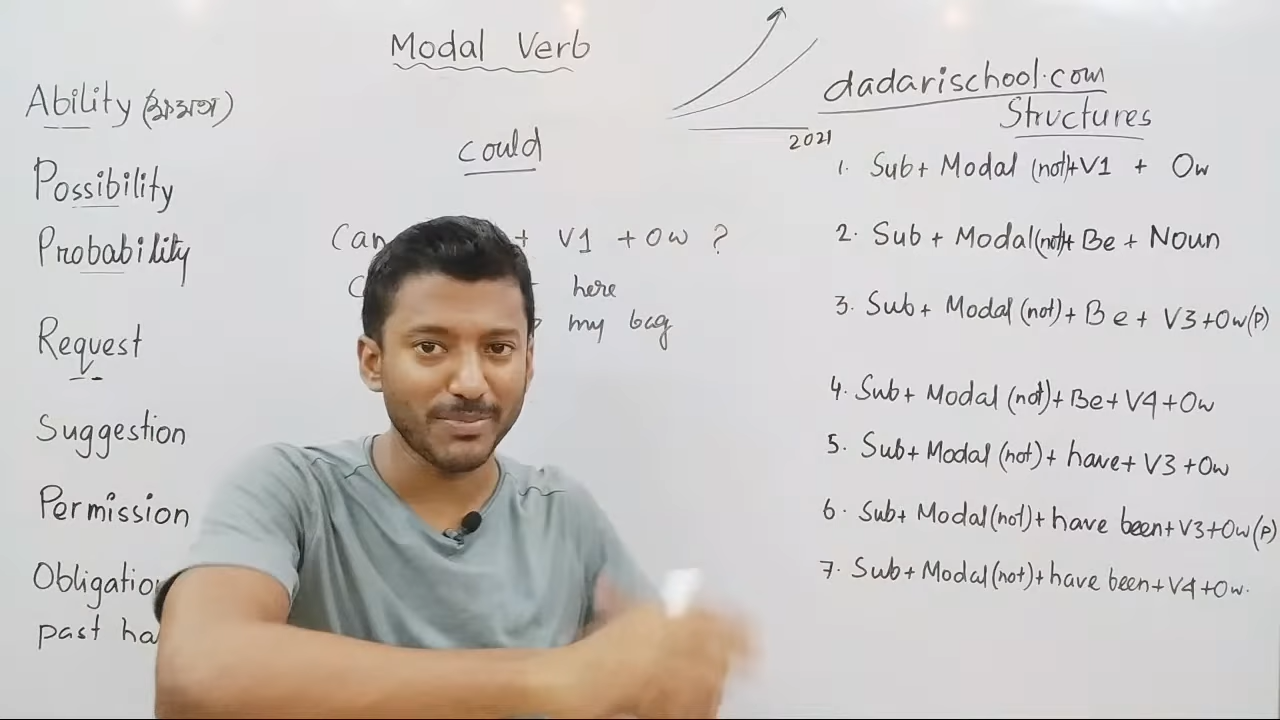 Modal Verb
could
Ability (ক্ষমতা)
Possibility
Probability
Request
Suggestion
Permission
Obligatio
past ha
Can + V1 + Ow ?
here
my bag
2021
dadarischool.com
Structures
1. Sub + Modal (not)+V1 + Ow
2. Sub + Modal(not)+ Be + Noun
3. Sub + Modal (not) + Be + V3+Ow(P)
4. Sub + Modal (not)+Be+V4+Ow
5. Sub+ Modal (not) + have+ V3 +Ow
6. Sub+ Modal (not)+have been+V3+Ow(P)
7. Sub+Modal(not)+have been+V4+Ow.